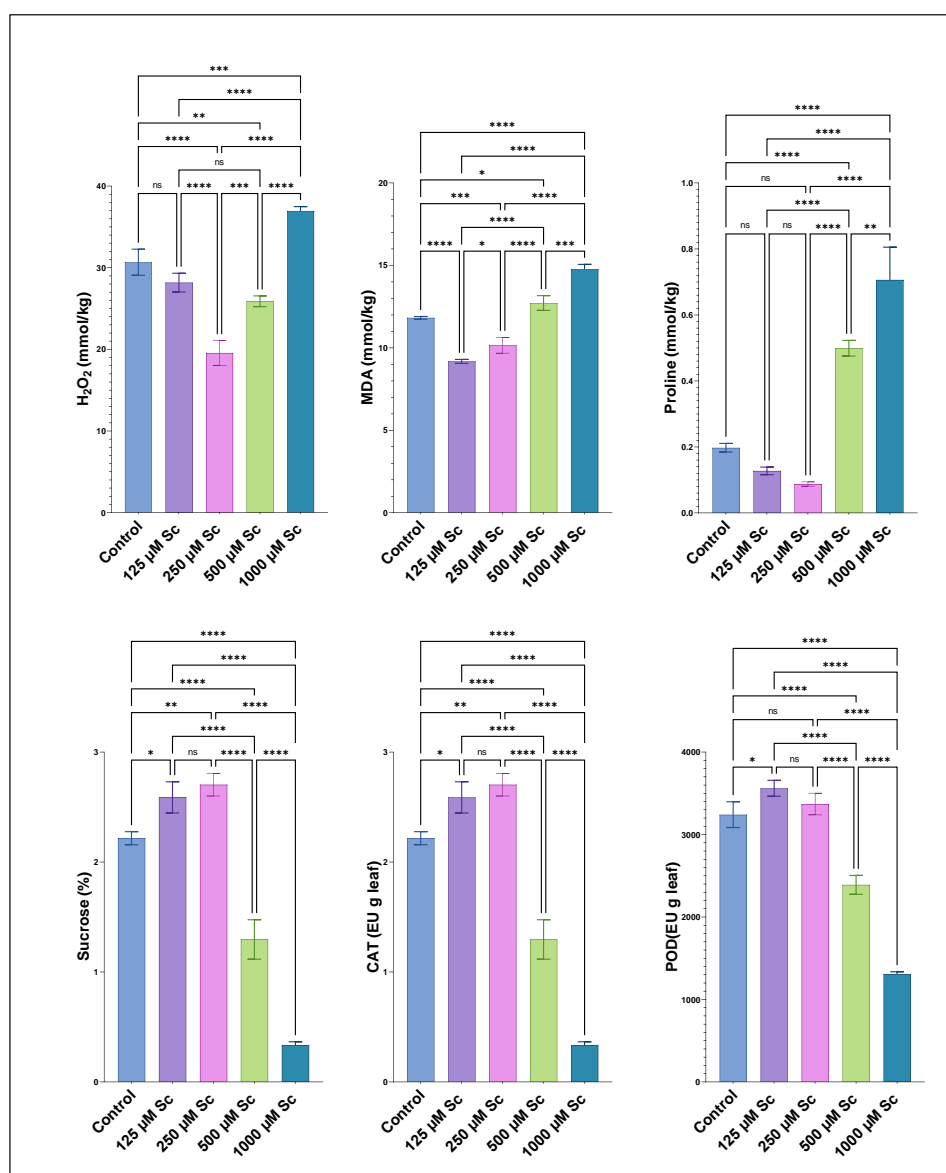 ***
****
**
****
****
ns
ns
****
***
****
H₂O₂ (mmol/kg)
40
30
20
10
0
Control
125 µM Sc
250 µM Sc
500 µM Sc
1000 µM Sc
****
****
*
***
****
****
****
*
****
***
MDA (mmol/kg)
20
15
10
5
0
Control
125 µM Sc
250 µM Sc
500 µM Sc
1000 µM Sc
****
****
****
ns
****
****
ns
ns
****
**
Proline (mmol/kg)
1.0
0.8
0.6
0.4
0.2
0.0
Control
125 µM Sc
250 µM Sc
500 µM Sc
1000 µM Sc
****
****
****
**
****
****
*
ns
****
****
Sucrose (%)
3
2
1
0
Control
125 µM Sc
250 µM Sc
500 µM Sc
1000 µM Sc
****
****
****
**
****
****
*
ns
****
****
CAT (EU g leaf)
3
2
1
0
Control
125 µM Sc
250 µM Sc
500 µM Sc
1000 µM Sc
****
****
****
ns
****
****
*
ns
****
****
POD(EU g leaf)
4000
3000
2000
1000
0
Control
125 µM Sc
250 µM Sc
500 µM Sc
1000 µM Sc